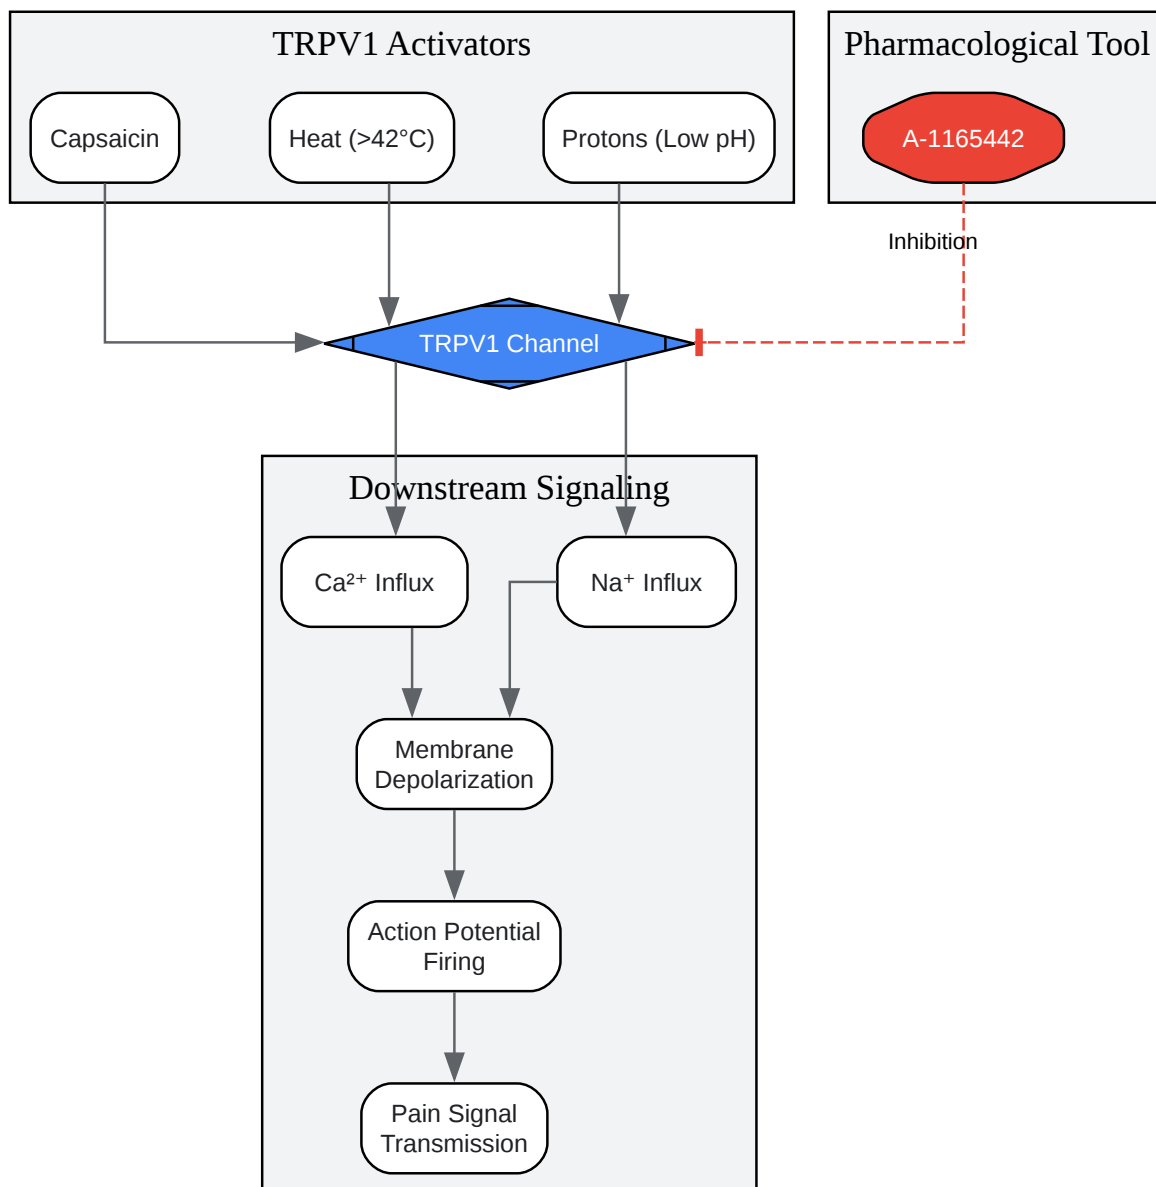 TRPV1 Activators
Pharmacological Tool
Capsaicin
Heat (>42°C)
Protons (Low pH)
A-1165442
Inhibition
TRPV1 Channel
Downstream Signaling
Ca²⁺ Influx
Na⁺ Influx
Membrane
Depolarization
Action Potential
Firing
Pain Signal
Transmission